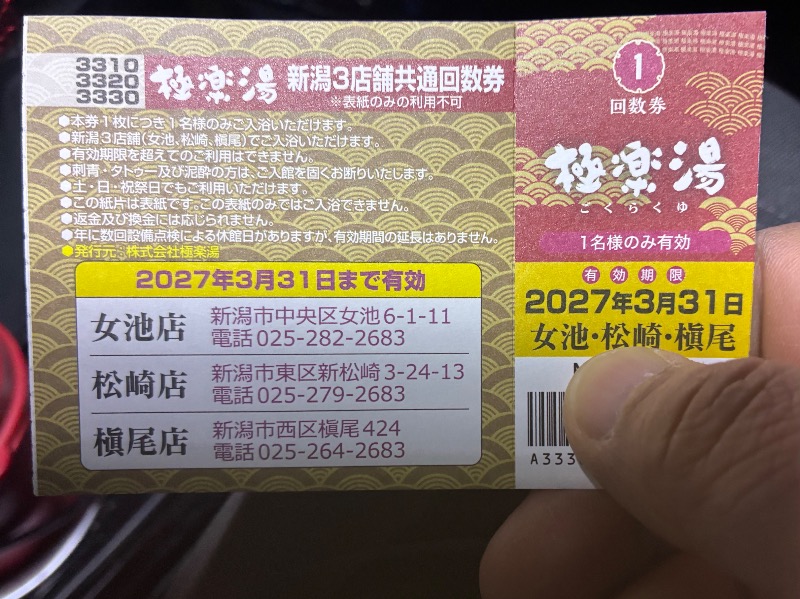 3310
3320
3330
極楽湯 新潟3店舗共通回数券
※表紙のみの利用不可
●本券1枚につき1名様のみご入浴いただけます。
●新潟3店舗(女池、松崎、槇尾)でご入浴いただけます。
●有効期限を超えてのご利用はできません。
●刺青・タトゥー及び泥酔の方は、ご入館を固くお断りいたします。
●土・日・祝祭日でもご利用いただけます。
●この紙片は表紙です。この表紙のみではご入浴できません。
●返金及び換金には応じられません。
●年に数回設備点検による休館日がありますが、有効期間の延長はありません。
●発行元:株式会社極楽湯
2027年3月31日まで有効
女池店 新潟市中央区女池6-1-11
電話025-282-2683
松崎店 新潟市東区新松崎3-24-13
電話025-279-2683
槇尾店 新潟市西区槇尾424
電話025-264-2683
1
回数券
極楽湯
ごくらくゆ
1名様のみ有効
有効期限
2027年3月31日
女池・松崎・槇尾
A333